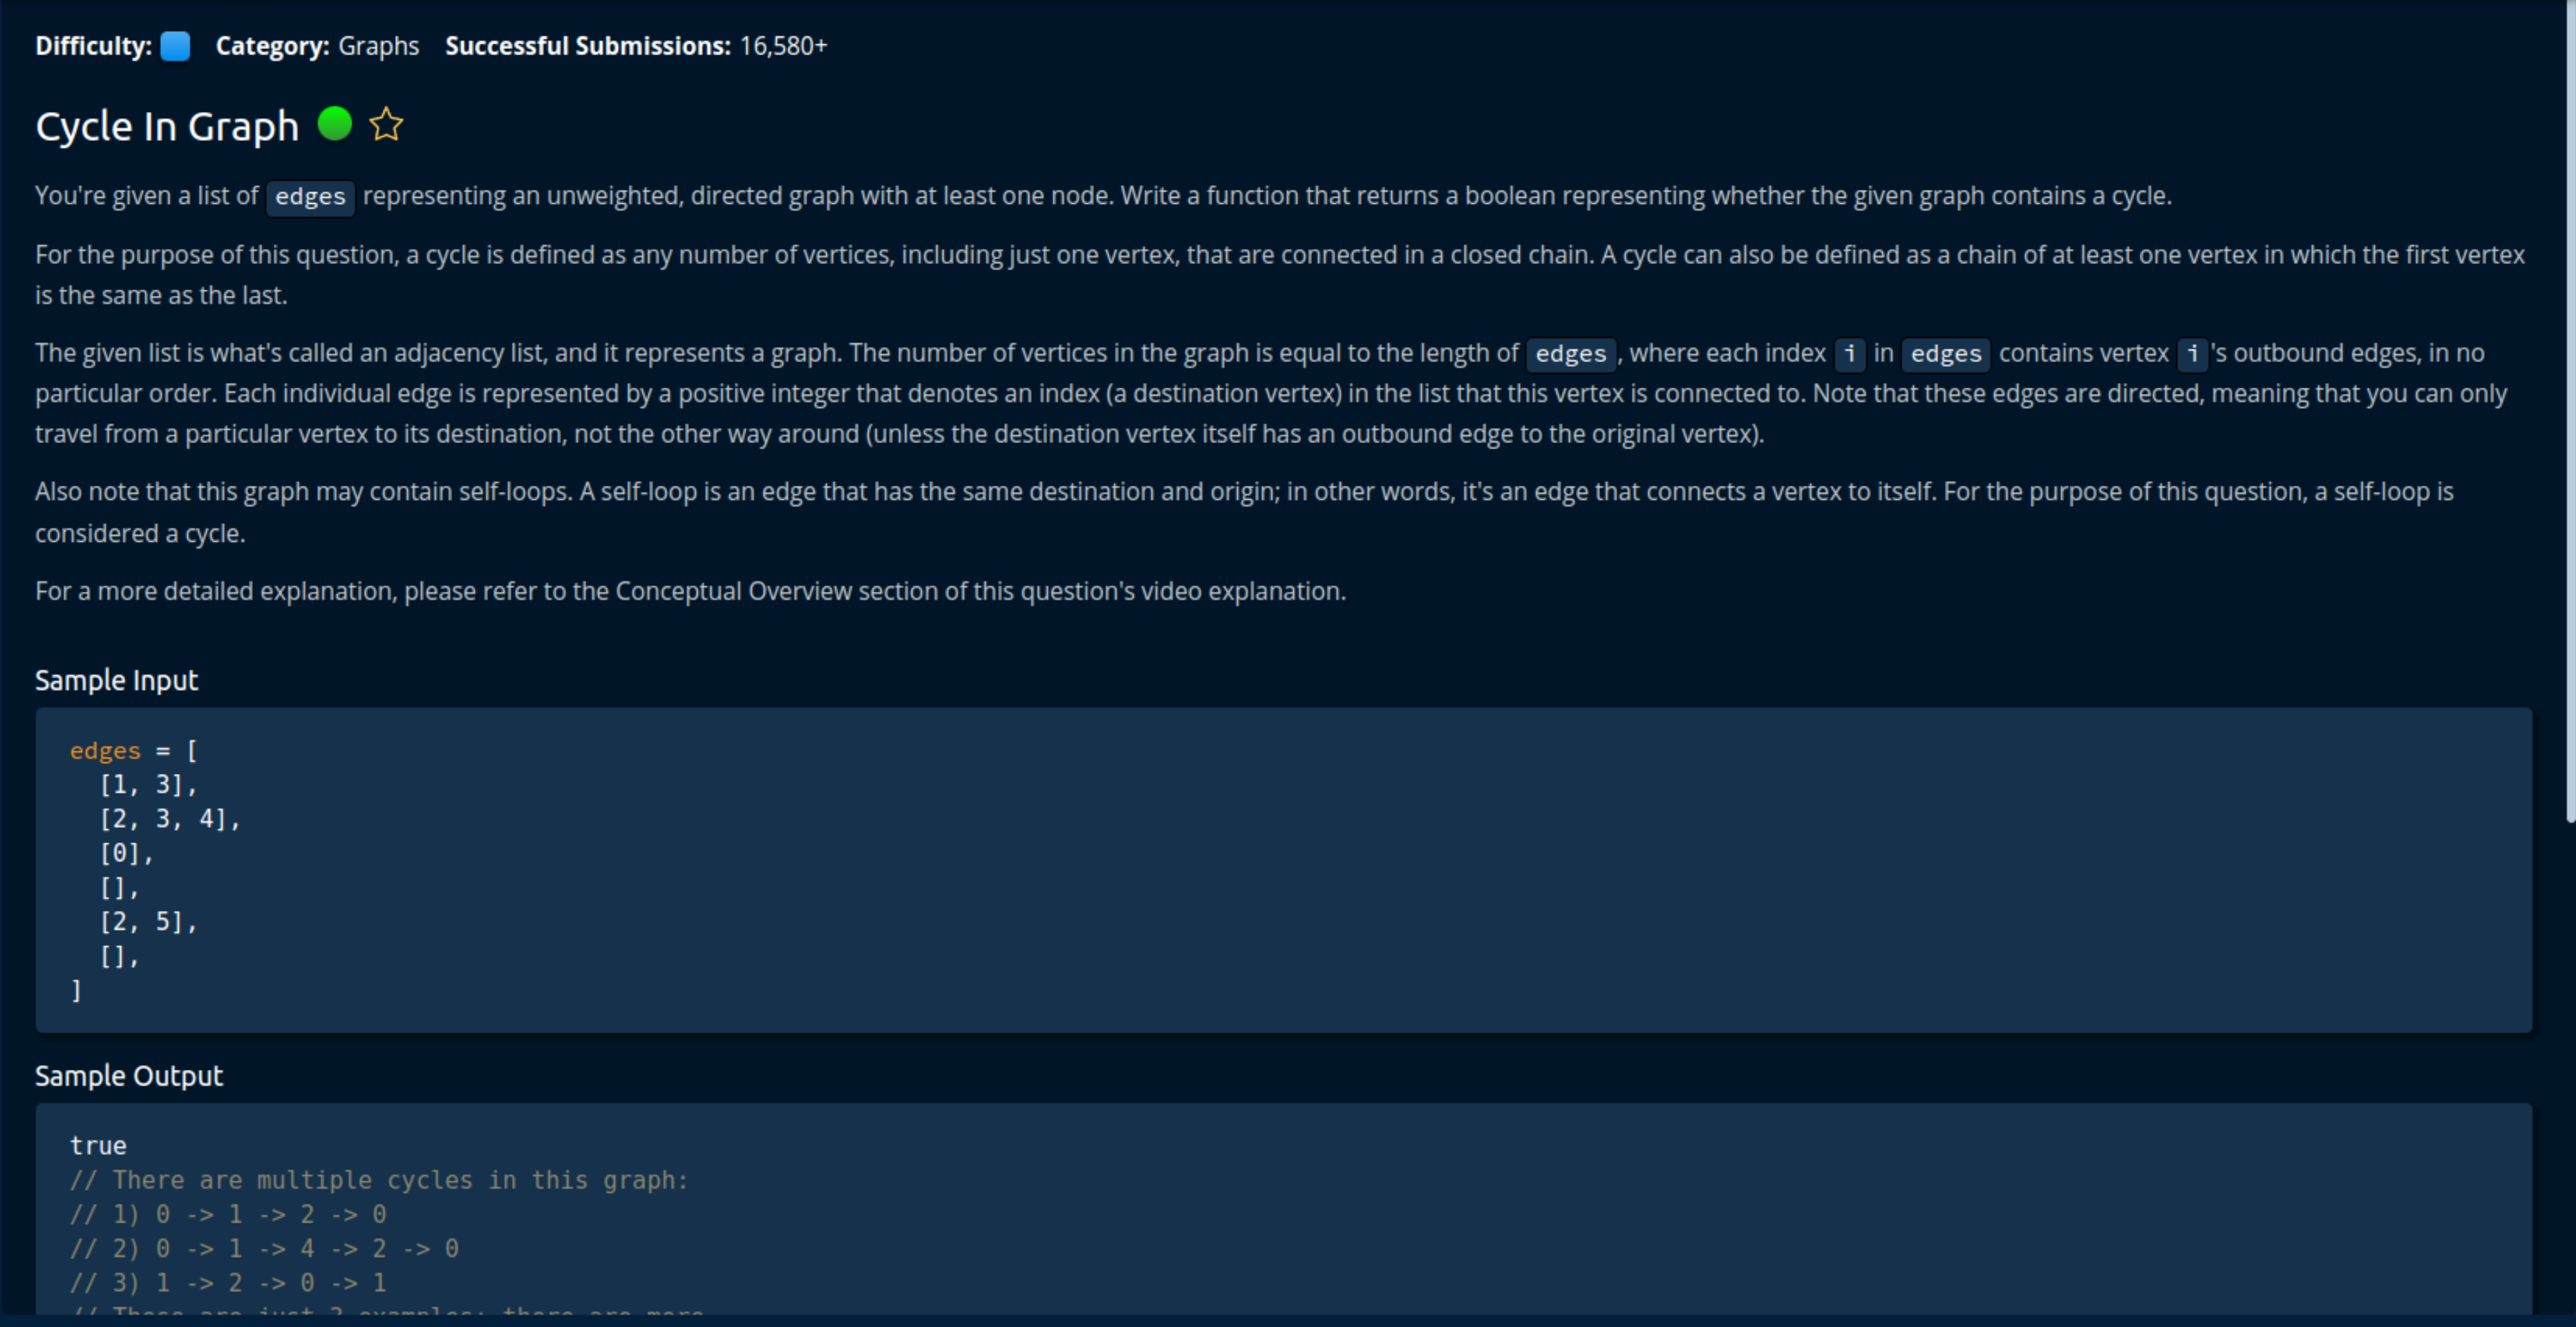 Difficulty: Category: Graphs Successful Submissions: 16,580+
Cycle In Graph
You're given a list of edges representing an unweighted, directed graph with at least one node. Write a function that returns a boolean representing whether the given graph contains a cycle.
For the purpose of this question, a cycle is defined as any number of vertices, including just one vertex, that are connected in a closed chain. A cycle can also be defined as a chain of at least one vertex in which the first vertex
is the same as the last.
The given list is what's called an adjacency list, and it represents a graph. The number of vertices in the graph is equal to the length of edges, where each index i in edges contains vertex i's outbound edges, in no
particular order. Each individual edge is represented by a positive integer that denotes an index (a destination vertex) in the list that this vertex is connected to. Note that these edges are directed, meaning that you can only
travel from a particular vertex to its destination, not the other way around (unless the destination vertex itself has an outbound edge to the original vertex).
Also note that this graph may contain self-loops. A self-loop is an edge that has the same destination and origin; in other words, it's an edge that connects a vertex to itself. For the purpose of this question, a self-loop is
considered a cycle.
For a more detailed explanation, please refer to the Conceptual Overview section of this question's video explanation.
Sample Input
edges = [
[1, 3],
[2, 3, 4],
[0],
[],
[2, 5],
[],
]
Sample Output
true
// There are multiple cycles in this graph:
// 1) 0 -> 1 -> 2 -> 0
// 2) 0 -> 1 -> 4 -> 2 -> 0
// 3) 1 -> 2 -> 0 -> 1
// These are just 3 examples; there are more.